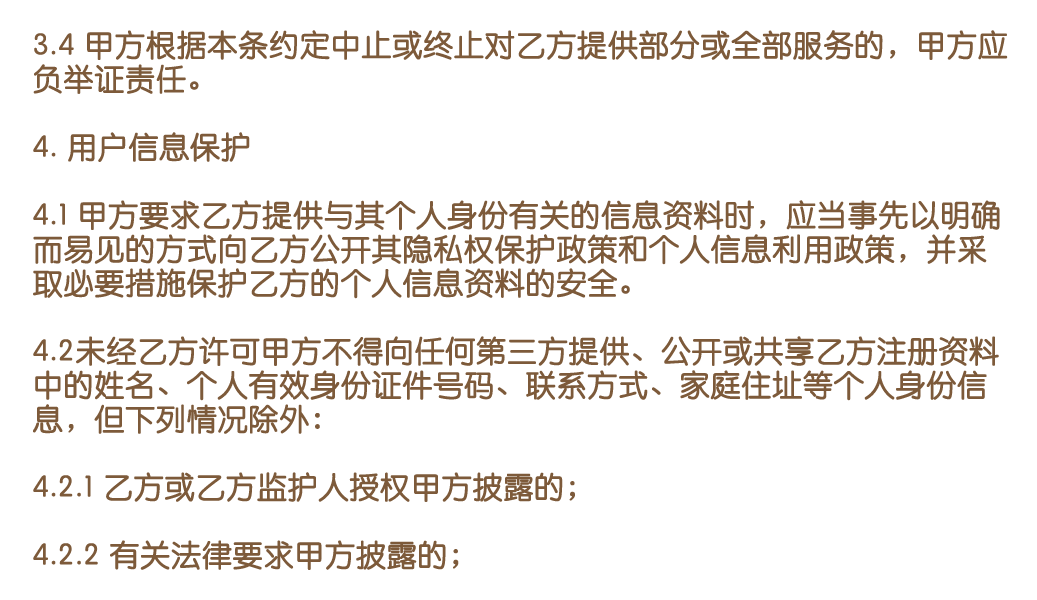 3.4 甲方根据本条约定中止或终止对乙方提供部分或全部服务的，甲方应
负举证责任。
4. 用户信息保护
4.1 甲方要求乙方提供与其个人身份有关的信息资料时，应当事先以明确
而易见的方式向乙方公开其隐私权保护政策和个人信息利用政策，并采
取必要措施保护乙方的个人信息资料的安全。
4.2未经乙方许可甲方不得向任何第三方提供、公开或共享乙方注册资料
中的姓名、个人有效身份证件号码、联系方式、家庭住址等个人身份信
息，但下列情况除外：
4.2.1 乙方或乙方监护人授权甲方披露的；
4.2.2 有关法律要求甲方披露的；